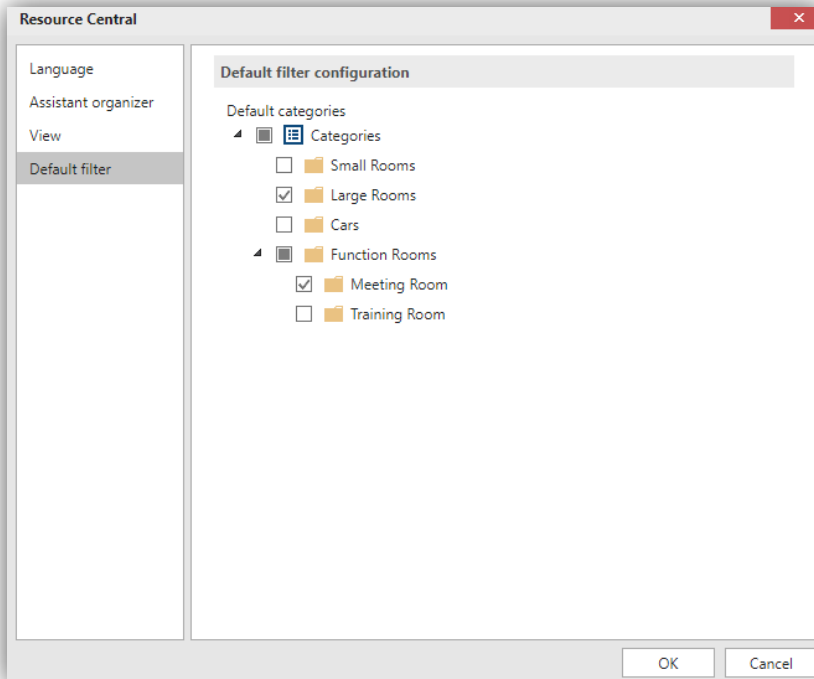 Resource Central
Language
Assistant organizer
View
Default filter
Default filter configuration
Default categories
Categories
Small Rooms
Large Rooms
Cars
Function Rooms
Meeting Room
Training Room
OK
Cancel